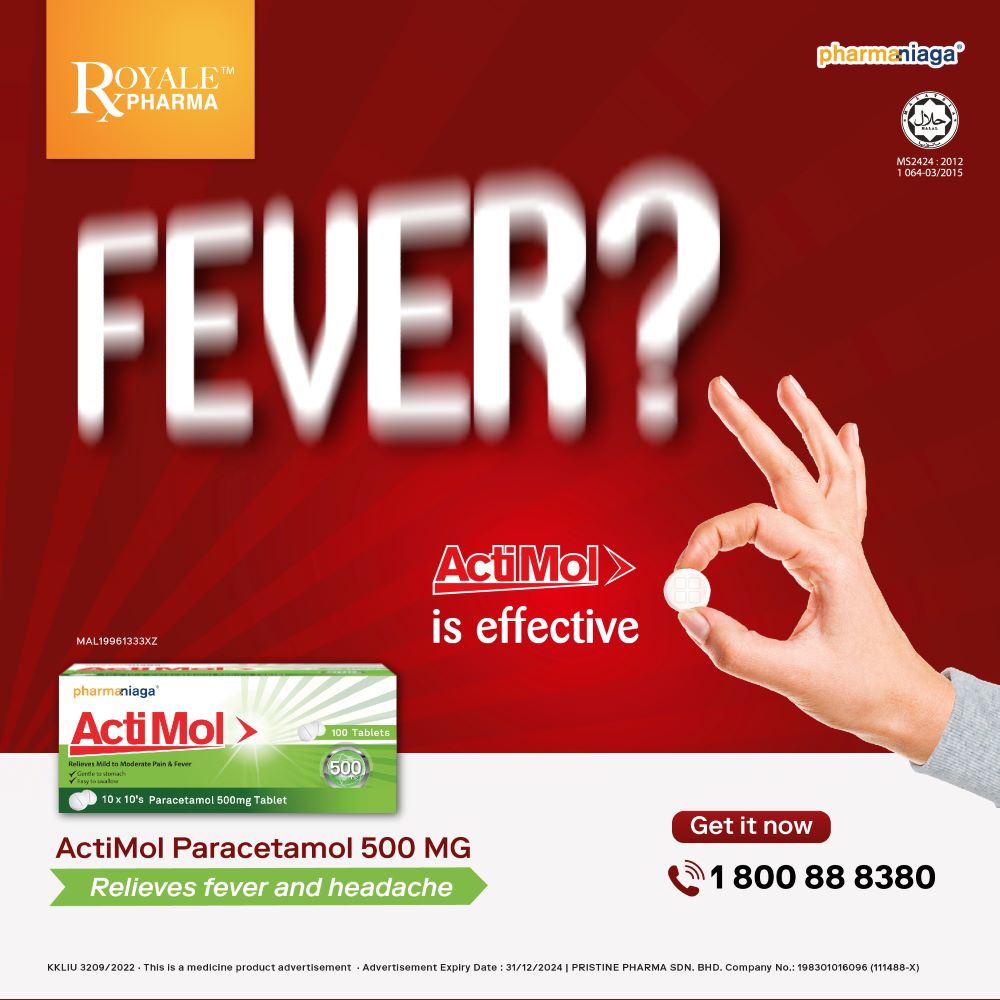 ROYALE™
RX PHARMA
pharmaniaga®
حلال
HALAL
MS2424 : 2012
1 064-03/2015
FEVER?
ActiMol
is effective
MAL19961333XZ
pharmaniaga®
ActiMol
100 Tablets
Relieves Mild to Moderate Pain & Fever
✓ Gentle to stomach
✓ Easy to swallow
500
10 x 10's Paracetamol 500mg Tablet
ActiMol Paracetamol 500 MG
Relieves fever and headache
Get it now
1 800 88 8380
KKLIU 3209/2022 · This is a medicine product advertisement · Advertisement Expiry Date : 31/12/2024 | PRISTINE PHARMA SDN. BHD. Company No.: 198301016096 (111488-X)